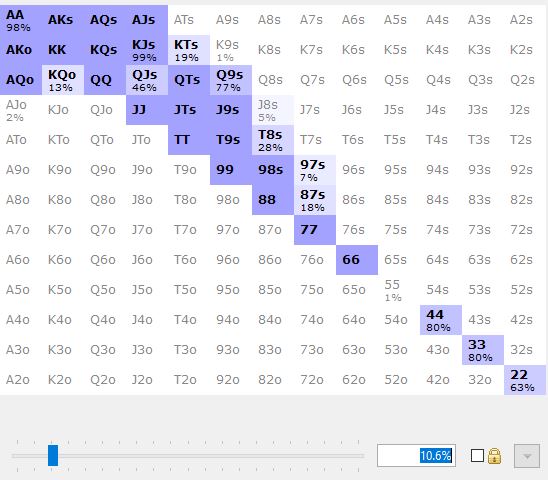 AA AKs AQs AJs ATs A9s A8s A7s A6s A5s A4s A3s A2s
98%
AKo KK KQs KJs KTs K9s K8s K7s K6s K5s K4s K3s K2s
99% 19% 1%
AQo KQo QQ QJs QTs Q9s Q8s Q7s Q6s Q5s Q4s Q3s Q2s
13% 46% 77%
AJo KJo QJo JJ JTs J9s J8s J7s J6s J5s J4s J3s J2s
2% 5%
ATo KTo QTo JTo TT T9s T8s T7s T6s T5s T4s T3s T2s
28%
A9o K9o Q9o J9o T9o 99 98s 97s 96s 95s 94s 93s 92s
7%
A8o K8o Q8o J8o T8o 98o 88 87s 86s 85s 84s 83s 82s
18%
A7o K7o Q7o J7o T7o 97o 87o 77 76s 75s 74s 73s 72s
A6o K6o Q6o J6o T6o 96o 86o 76o 66 65s 64s 63s 62s
A5o K5o Q5o J5o T5o 95o 85o 75o 65o 55 54s 53s 52s
1%
A4o K4o Q4o J4o T4o 94o 84o 74o 64o 54o 44 43s 42s
80%
A3o K3o Q3o J3o T3o 93o 83o 73o 63o 53o 43o 33 32s
80%
A2o K2o Q2o J2o T2o 92o 82o 72o 62o 52o 42o 32o 22
63%
10.6%